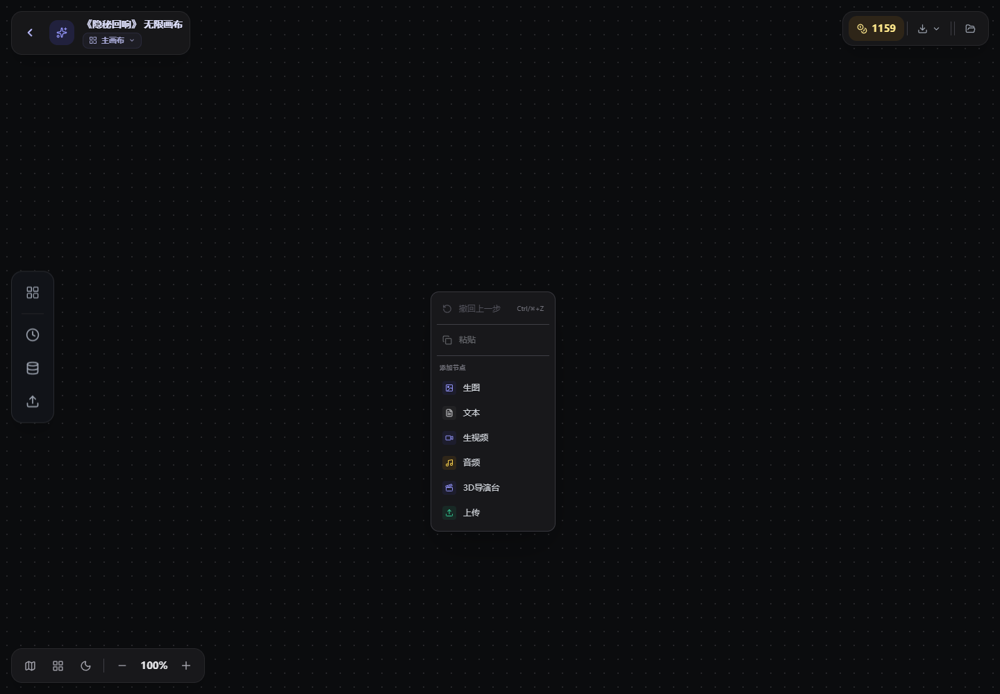 《隐秘回响》 无限画布
主画布
1159
撤回上一步 Ctrl/⌘+Z
粘贴
添加节点
生图
文本
生视频
音频
3D导演台
上传
100%